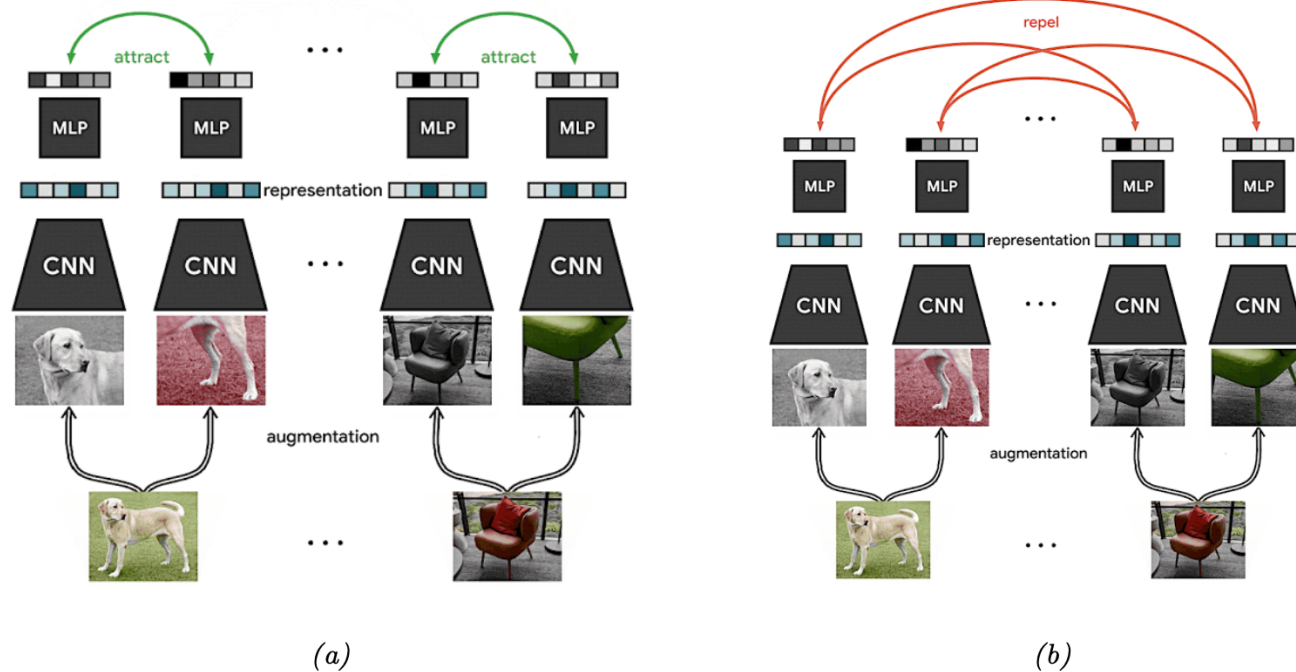 attract
...
attract
MLP
MLP
MLP
MLP
representation
CNN
CNN
...
CNN
CNN
augmentation
...
(a)
repel
...
MLP
MLP
MLP
MLP
representation
CNN
CNN
...
CNN
CNN
augmentation
...
(b)